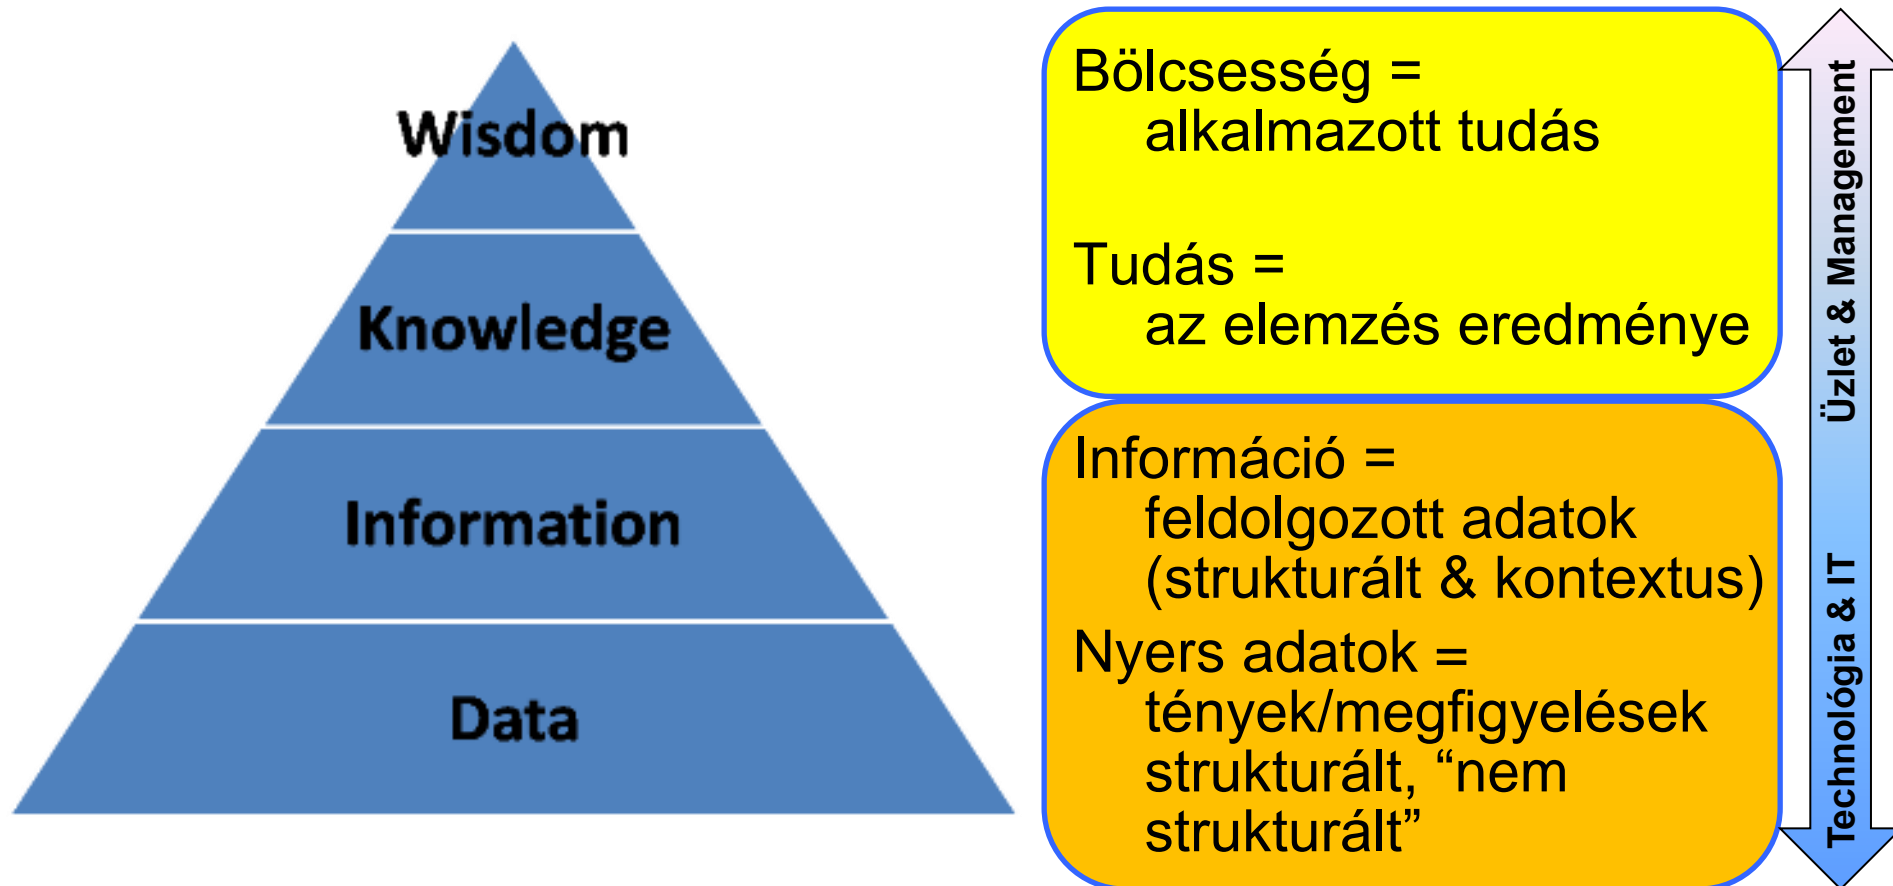 Wisdom
Knowledge
Information
Data
Bölcsesség =
alkalmazott tudás
Tudás =
az elemzés eredménye
Információ =
feldolgozott adatok
(strukturált & kontextus)
Nyers adatok =
tények/megfigyelések
strukturált, “nem
strukturált”
Üzlet & Management
Technológia & IT